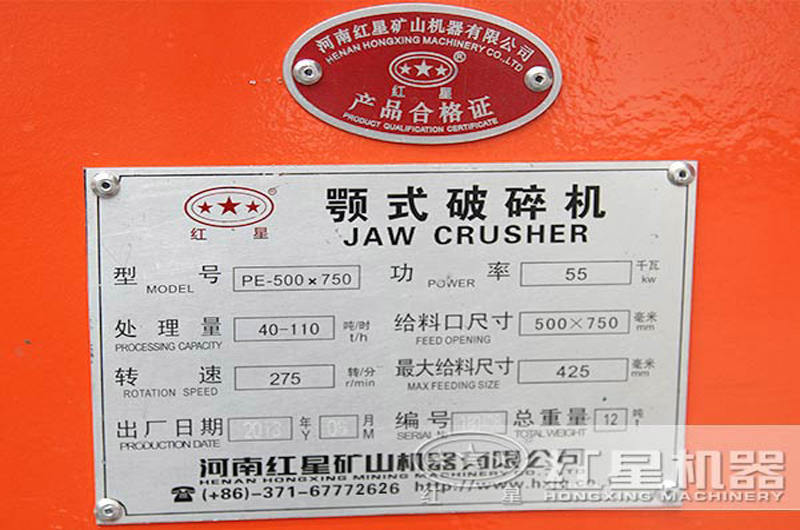 河南红星矿山机器有限公司
HENAN HONGXING MACHINERY CO.,LTD
®
红 星
产品合格证
PRODUCT QUALIFICATION CERTIFICATE
® 颚式破碎机
红 星 JAW CRUSHER
型 号 MODEL PE-500×750 功 率 POWER 55 千瓦 kw
处理量 40-110 吨/时 给料口尺寸 500×750 毫米
PROCESSING CAPACITY t/h FEED OPENING mm
转 速 275 转/分 最大给料尺寸 425 毫米
ROTATION SPEED r/min MAX FEEDING SIZE mm
出厂日期 2013 年 月 编号 总重量 12 吨
PRODUCTION DATE Y M SERIAL TOTAL WEIGHT t
河南红星矿山机器有限公司
HENAN HONGXING MINING MACHINERY CO.,LTD
☎(+86)-371-67772626 http://www.hxjq.c
红 星
红星机器
HONGXING MACHINERY